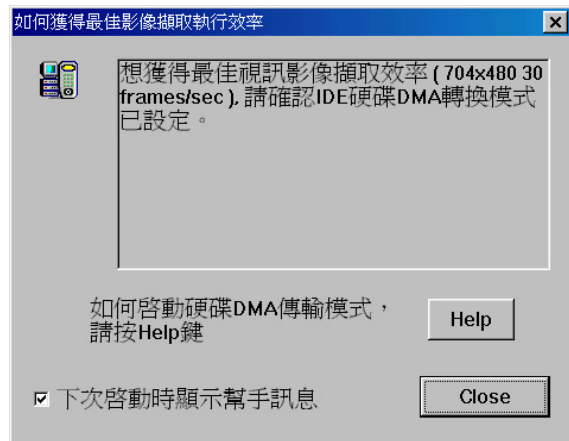 如何獲得最佳影像擷取執行效率
想獲得最佳視訊影像擷取效率 ( 704x480 30
frames/sec ), 請確認IDE硬碟DMA轉換模式
已設定。
如何啓動硬碟DMA傳輸模式，
請按Help鍵
Help
下次啓動時顯示幫手訊息
Close